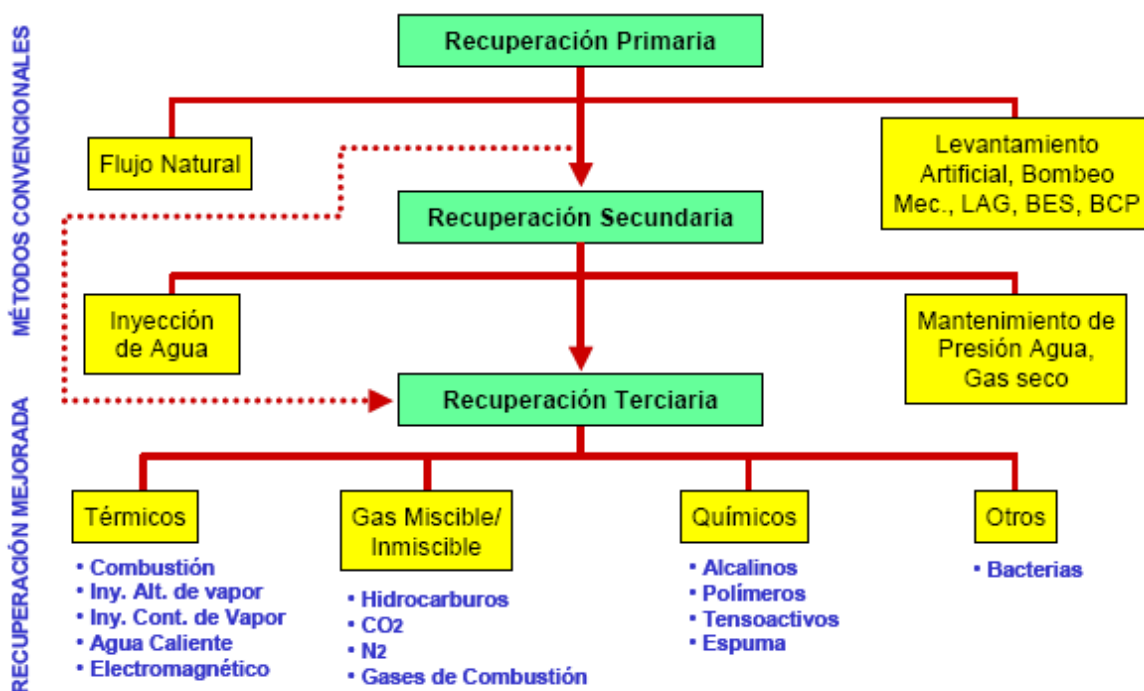 MÉTODOS CONVENCIONALES
Recuperación Primaria
Flujo Natural
Levantamiento
Artificial, Bombeo
Mec., LAG, BES, BCP
Recuperación Secundaria
Inyección
de Agua
Mantenimiento de
Presión Agua,
Gas seco
RECUPERACIÓN MEJORADA
Recuperación Terciaria
Térmicos
• Combustión
• Iny. Alt. de vapor
• Iny. Cont. de Vapor
• Agua Caliente
• Electromagnético
Gas Miscible/
Inmiscible
• Hidrocarburos
• CO2
• N2
• Gases de Combustión
Químicos
• Alcalinos
• Polímeros
• Tensoactivos
• Espuma
Otros
• Bacterias